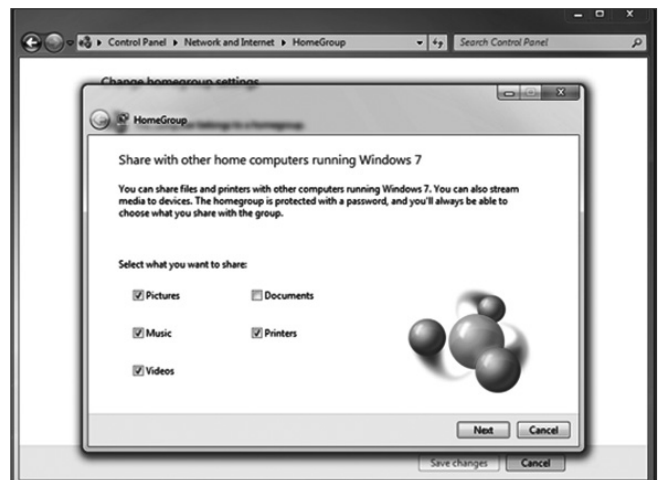 Control Panel Network and Internet HomeGroup Search Control Panel
Change homegroup settings
HomeGroup
Share with other home computers running Windows 7
You can share files and printers with other computers running Windows 7. You can also stream
media to devices. The homegroup is protected with a password, and you'll always be able to
choose what you share with the group.
Select what you want to share:
Pictures Documents
Music Printers
Videos
Next Cancel
Save changes Cancel